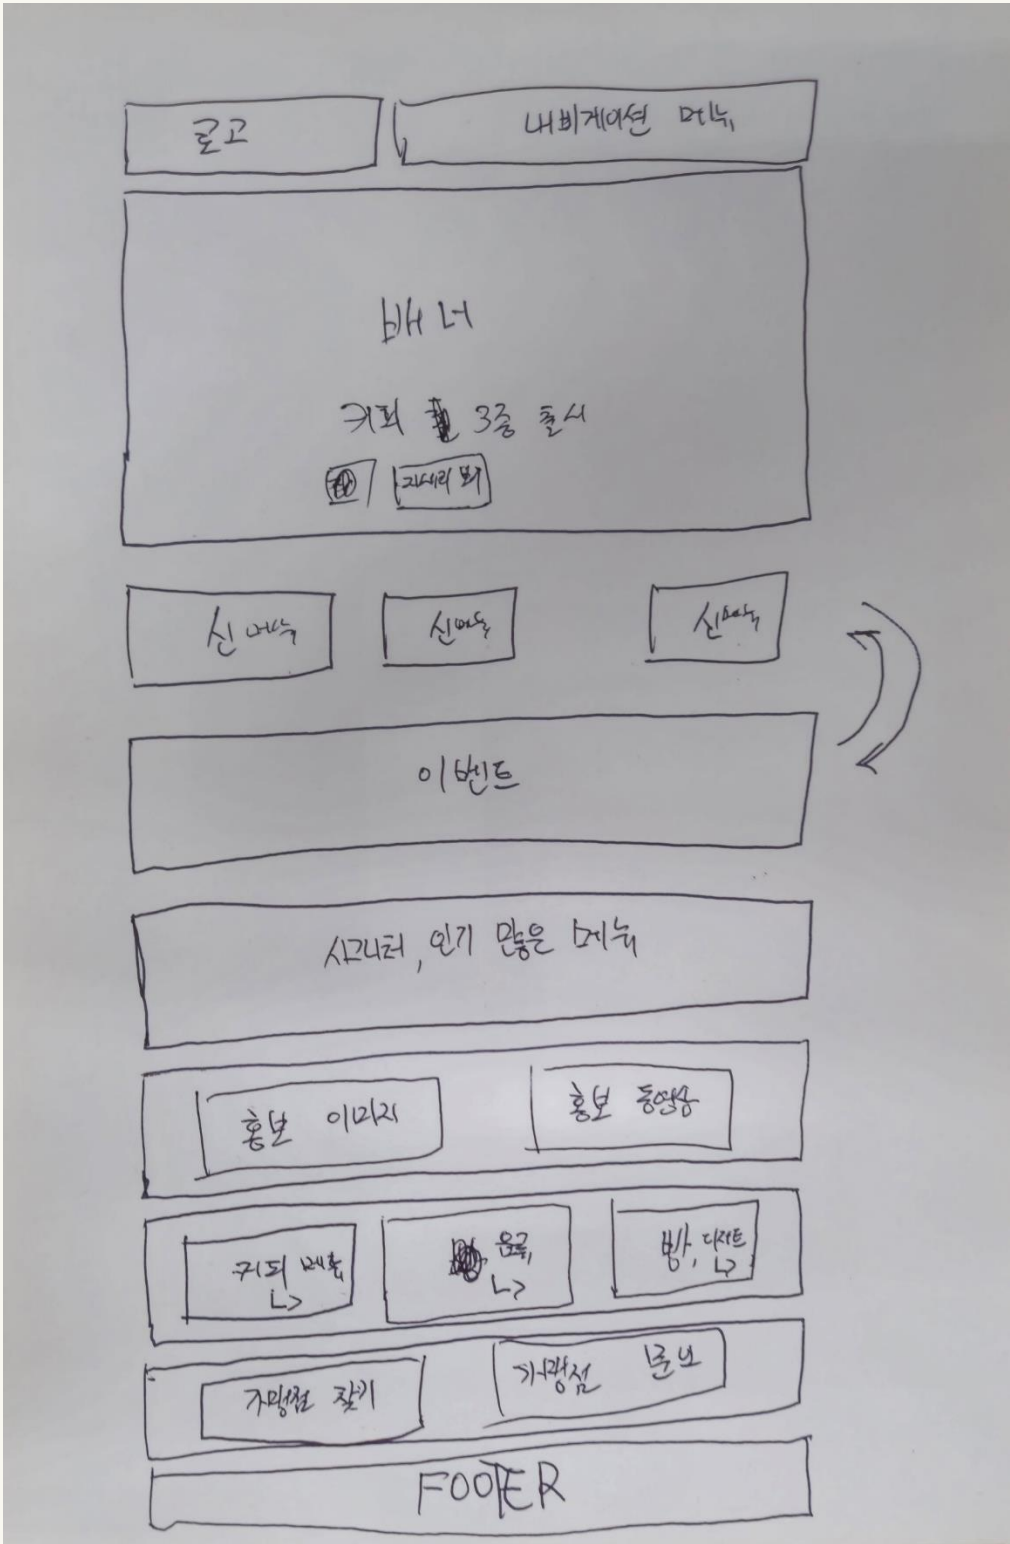 로고
내비게이션 메뉴
배너
커피 3종 출시
자세히 보기
신메뉴
신메뉴
신메뉴
이벤트
시그니처, 인기 많은 메뉴
홍보 이미지
홍보 동영상
커피 메뉴
음료
빵, 디저트
가맹점 찾기
가맹점
FOOTER